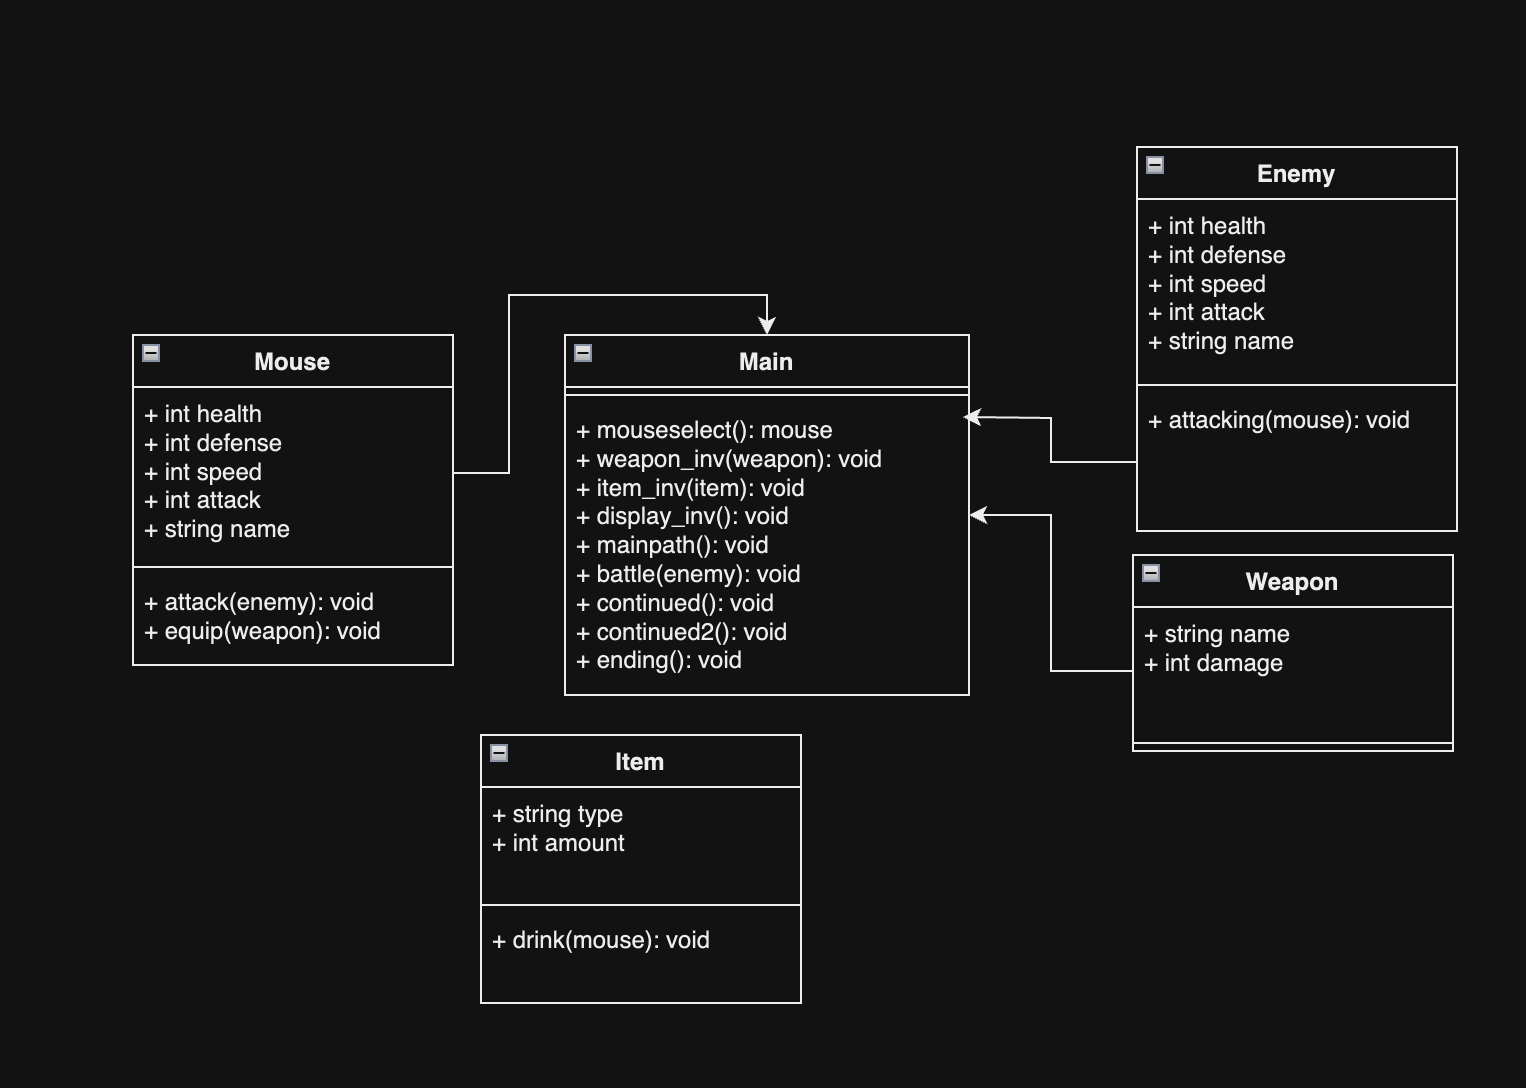 Enemy
+ int health
+ int defense
+ int speed
+ int attack
+ string name
+ attacking(mouse): void
Mouse
+ int health
+ int defense
+ int speed
+ int attack
+ string name
+ attack(enemy): void
+ equip(weapon): void
Main
+ mouseselect(): mouse
+ weapon_inv(weapon): void
+ item_inv(item): void
+ display_inv(): void
+ mainpath(): void
+ battle(enemy): void
+ continued(): void
+ continued2(): void
+ ending(): void
Weapon
+ string name
+ int damage
Item
+ string type
+ int amount
+ drink(mouse): void